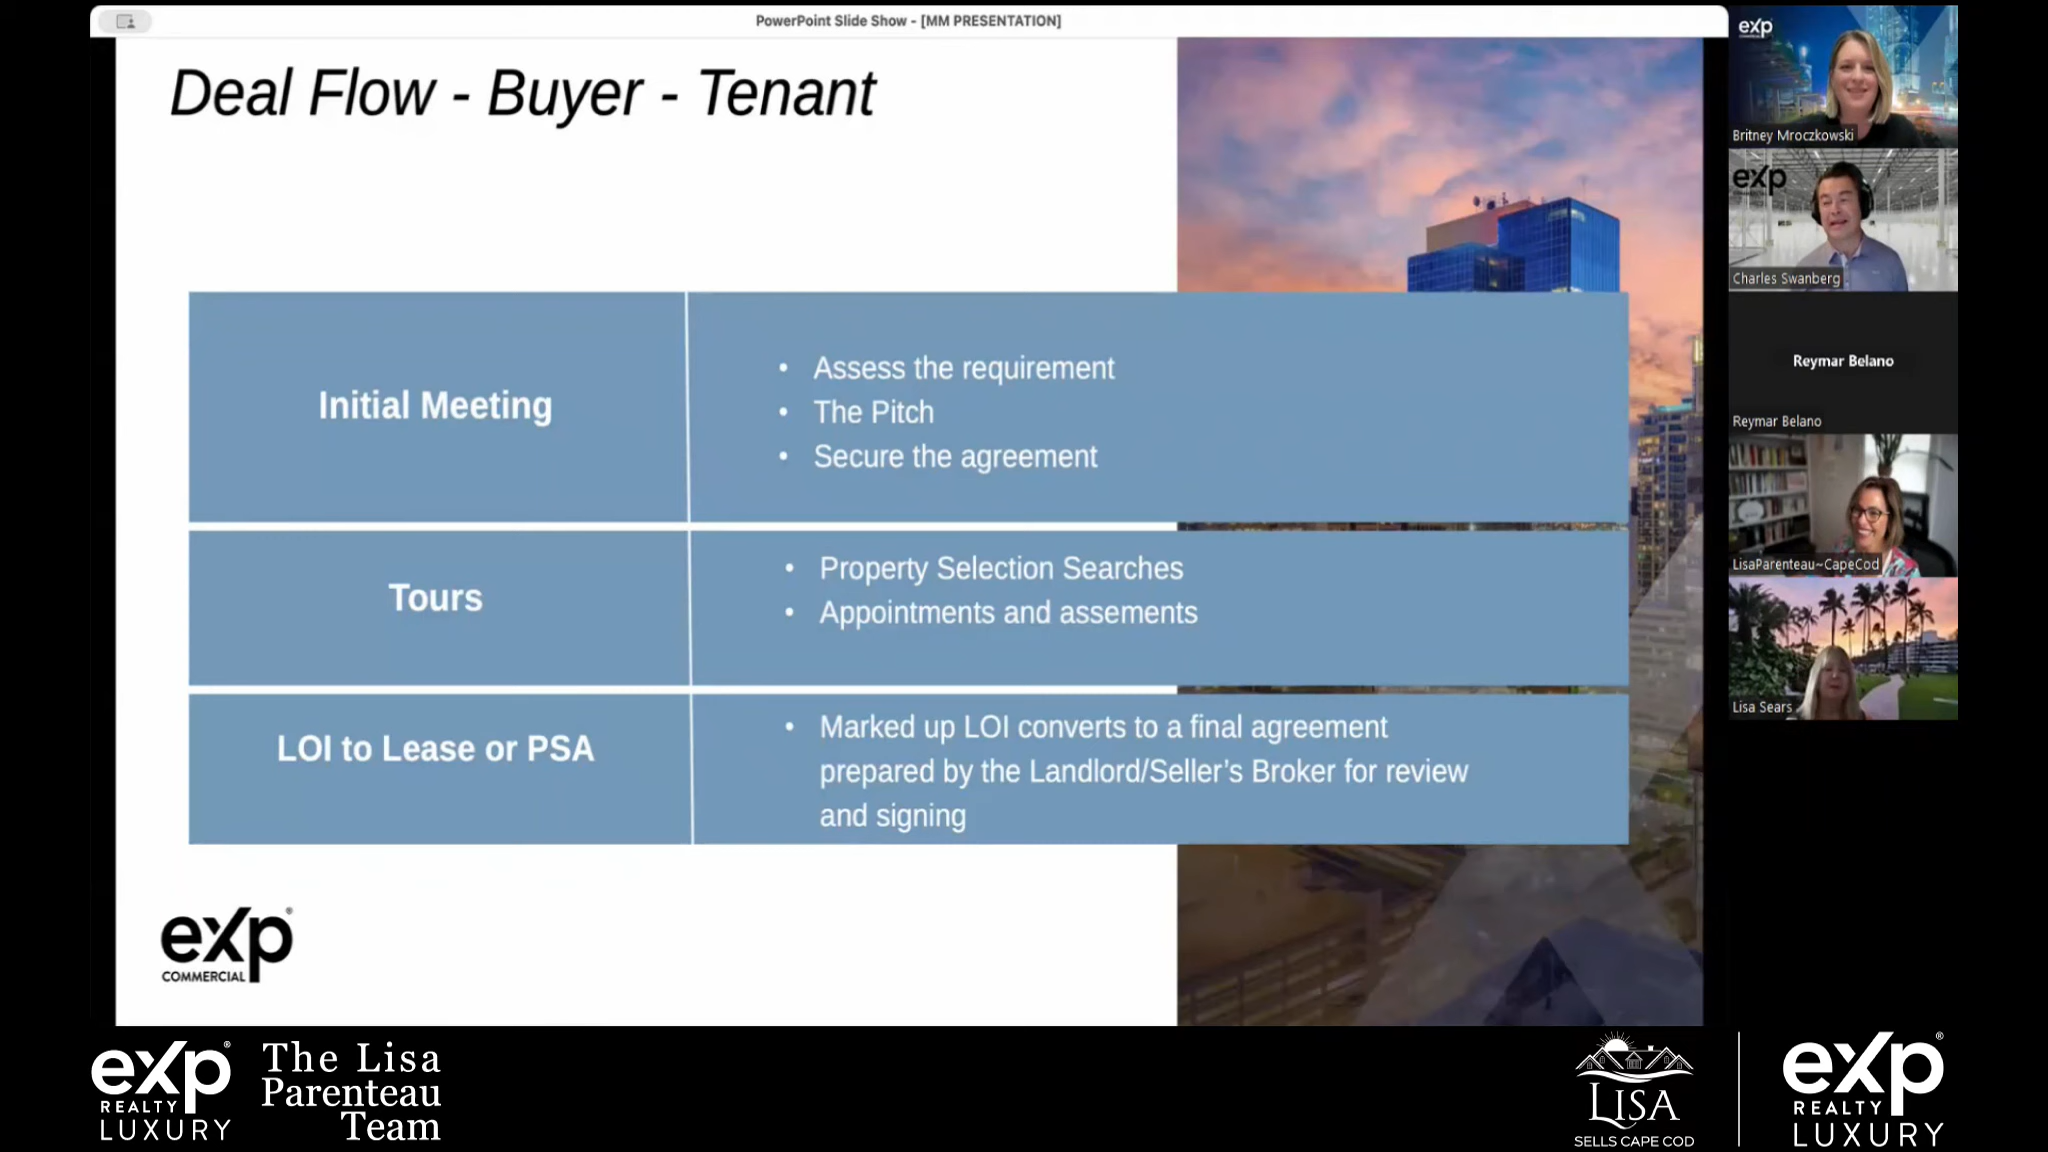 PowerPoint Slide Show - [MM PRESENTATION]
Deal Flow - Buyer - Tenant
Initial Meeting
• Assess the requirement
• The Pitch
• Secure the agreement
Tours
• Property Selection Searches
• Appointments and assements
LOI to Lease or PSA
• Marked up LOI converts to a final agreement
prepared by the Landlord/Seller’s Broker for review
and signing
eXp®
COMMERCIAL
eXp
Britney Mroczkowski
eXp
Charles Swanberg
Reymar Belano
Reymar Belano
LisaParenteau~CapeCod
Lisa Sears
eXp®
REALTY
LUXURY
The Lisa
Parenteau
Team
LISA
SELLS CAPE COD
eXp®
REALTY
LUXURY